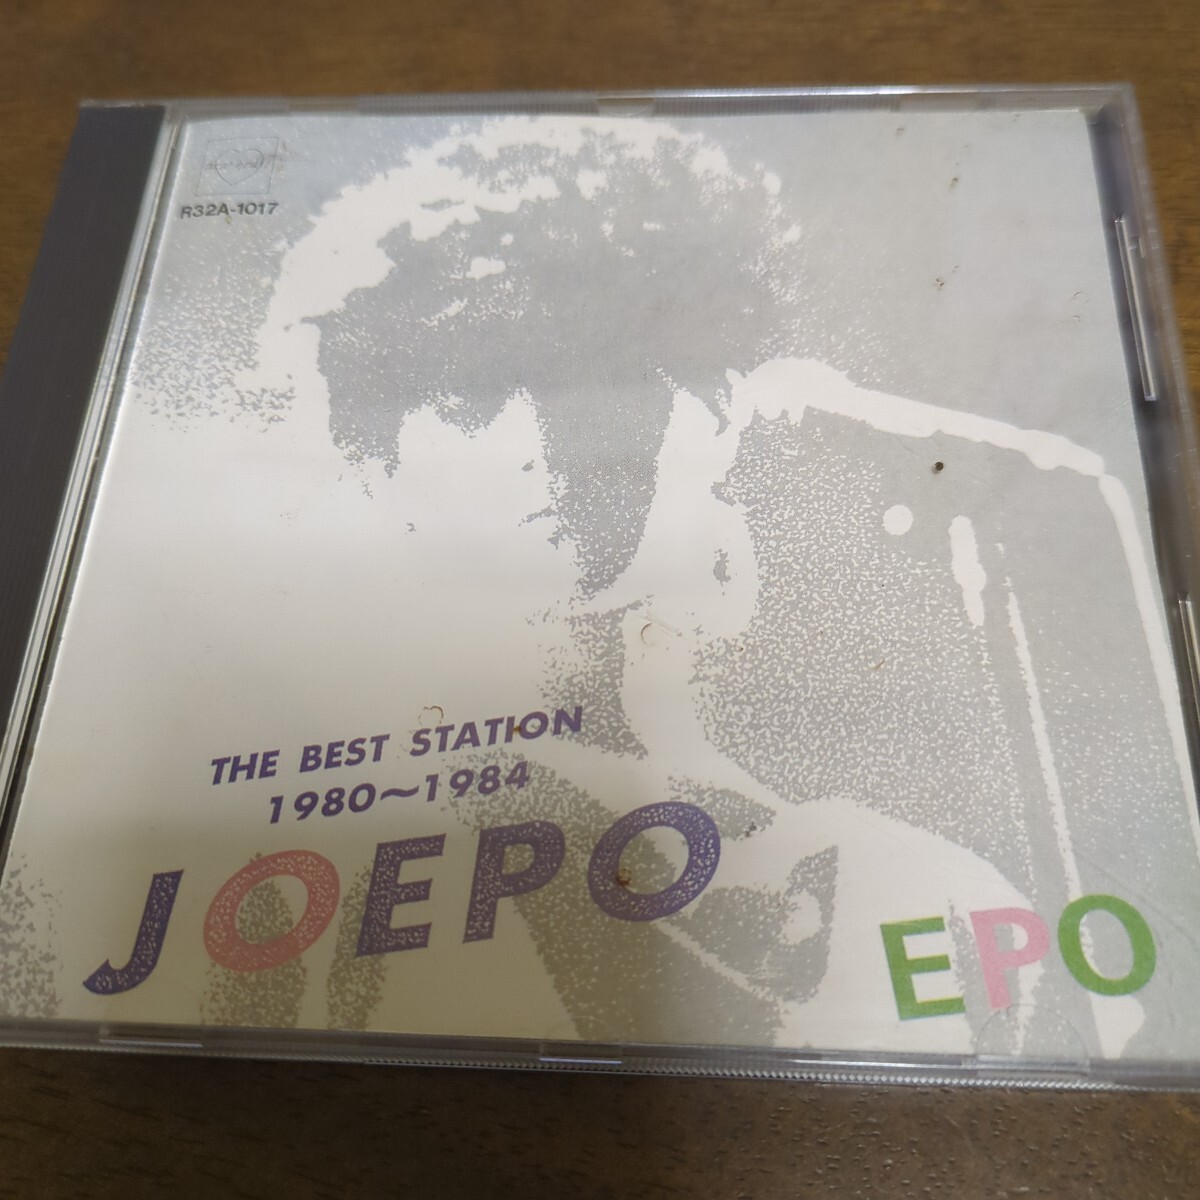 R32A-1017
THE BEST STATION
1980～1984
JOEPO
EPO